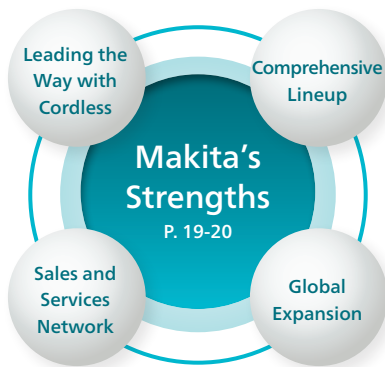 Leading the
Way with
Cordless
Comprehensive
Lineup
Makita's
Strengths
P. 19-20
Sales and
Services
Network
Global
Expansion